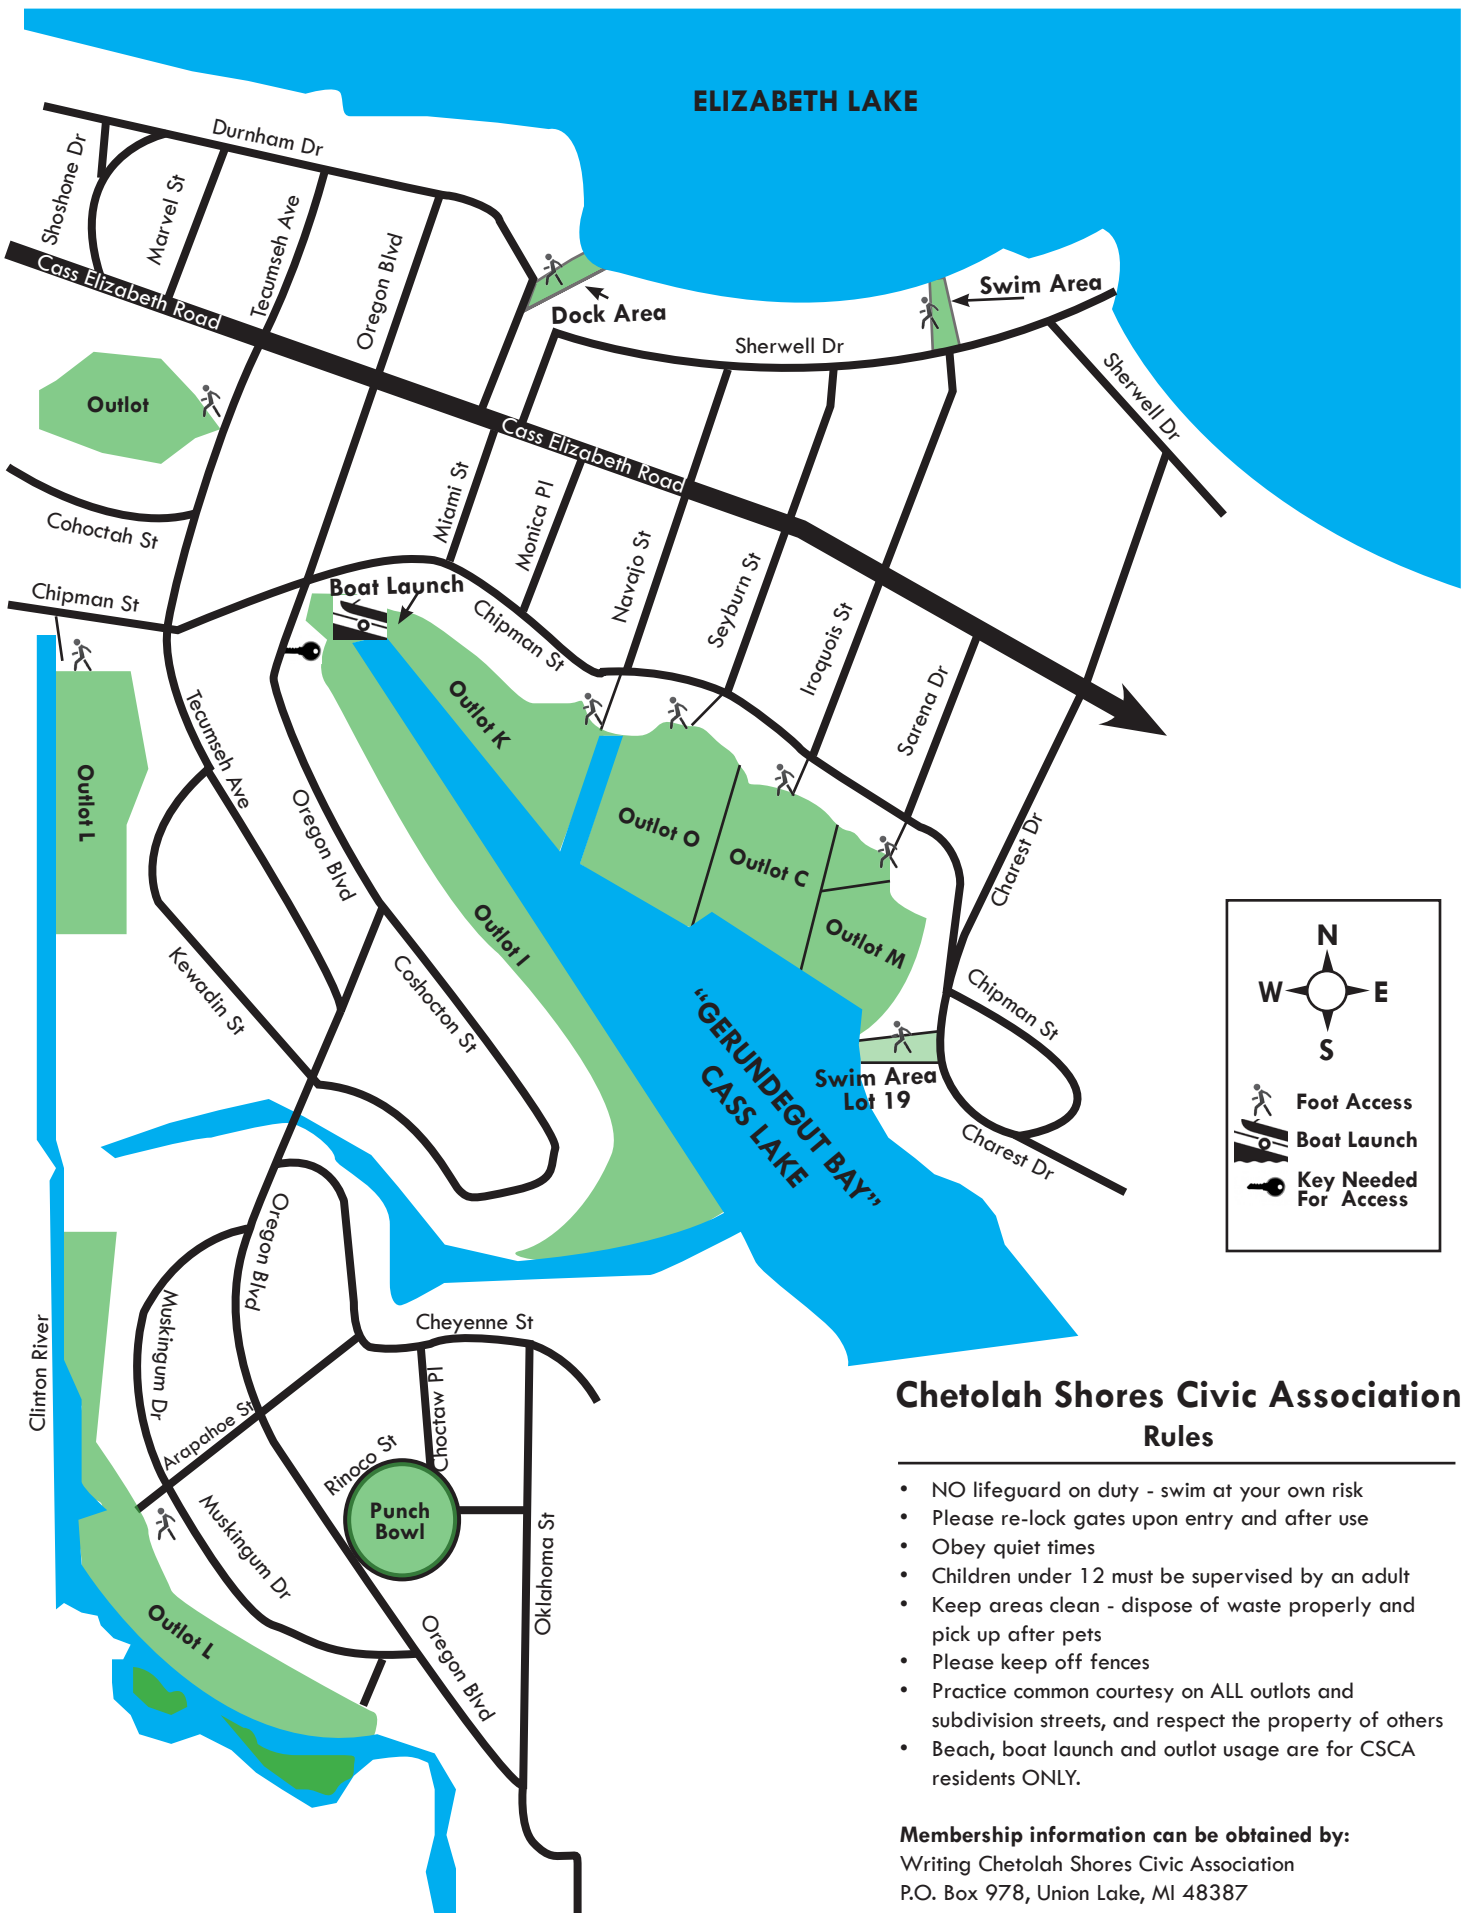 ELIZABETH LAKE
Durnham Dr
Shoshone Dr
Marvel St
Tecumseh Ave
Oregon Blvd
Cass Elizabeth Road
Dock Area
Swim Area
Sherwell Dr
Sherwell Dr
Outlot
Cass Elizabeth Road
Cohoctah St
Miami St
Monica Pl
Navajo St
Seyburn St
Iroquois St
Sarena Dr
Charest Dr
Chipman St
Boat Launch
Chipman St
Outlot K
Tecumseh Ave
Outlot L
Oregon Blvd
Outlot O
Outlot C
Outlot M
Outlot I
Kewadin St
Coshocton St
"GERUNDEGUT BAY"
CASS LAKE
Chipman St
Swim Area
Lot 19
Charest Dr
N
W
E
S
Foot Access
Boat Launch
Key Needed
For Access
Oregon Blvd
Muskingum Dr
Clinton River
Cheyenne St
Choctaw Pl
Arapahoe St
Rinoco St
Punch
Bowl
Muskingum Dr
Oklahoma St
Outlot L
Oregon Blvd
Chetolah Shores Civic Association
Rules
• NO lifeguard on duty - swim at your own risk
• Please re-lock gates upon entry and after use
• Obey quiet times
• Children under 12 must be supervised by an adult
• Keep areas clean - dispose of waste properly and
pick up after pets
• Please keep off fences
• Practice common courtesy on ALL outlots and
subdivision streets, and respect the property of others
• Beach, boat launch and outlot usage are for CSCA
residents ONLY.
Membership information can be obtained by:
Writing Chetolah Shores Civic Association
P.O. Box 978, Union Lake, MI 48387